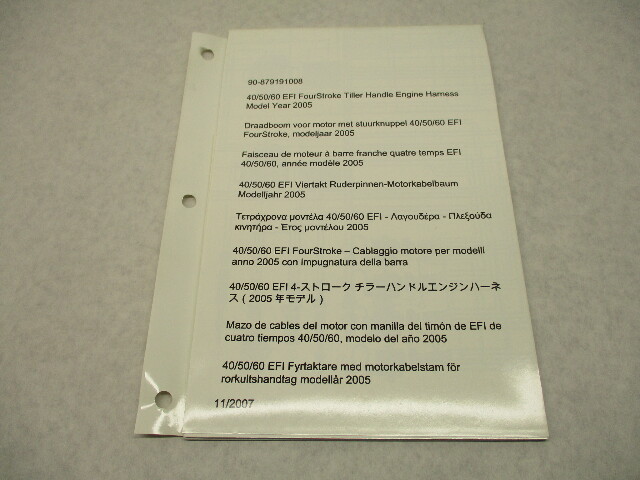 90-879191008
40/50/60 EFI FourStroke Tiller Handle Engine Harness
Model Year 2005
Draadboom voor motor met stuurknuppel 40/50/60 EFI
FourStroke, modeljaar 2005
Faisceau de moteur à barre franche quatre temps EFI
40/50/60, année modèle 2005
40/50/60 EFI Viertakt Ruderpinnen-Motorkabelbaum
Modelljahr 2005
Τετράχρονα μοντέλα 40/50/60 EFI - Λαγουδέρα - Πλεξούδα
κινητήρα - Έτος μοντέλου 2005
40/50/60 EFI FourStroke – Cablaggio motore per modelli
anno 2005 con impugnatura della barra
40/50/60 EFI 4-ストローク チラーハンドルエンジンハーネ
ス ( 2005 年モデル )
Mazo de cables del motor con manilla del timón de EFI de
cuatro tiempos 40/50/60, modelo del año 2005
40/50/60 EFI Fyrtaktare med motorkabelstam för
rorkultshandtag modellår 2005
11/2007